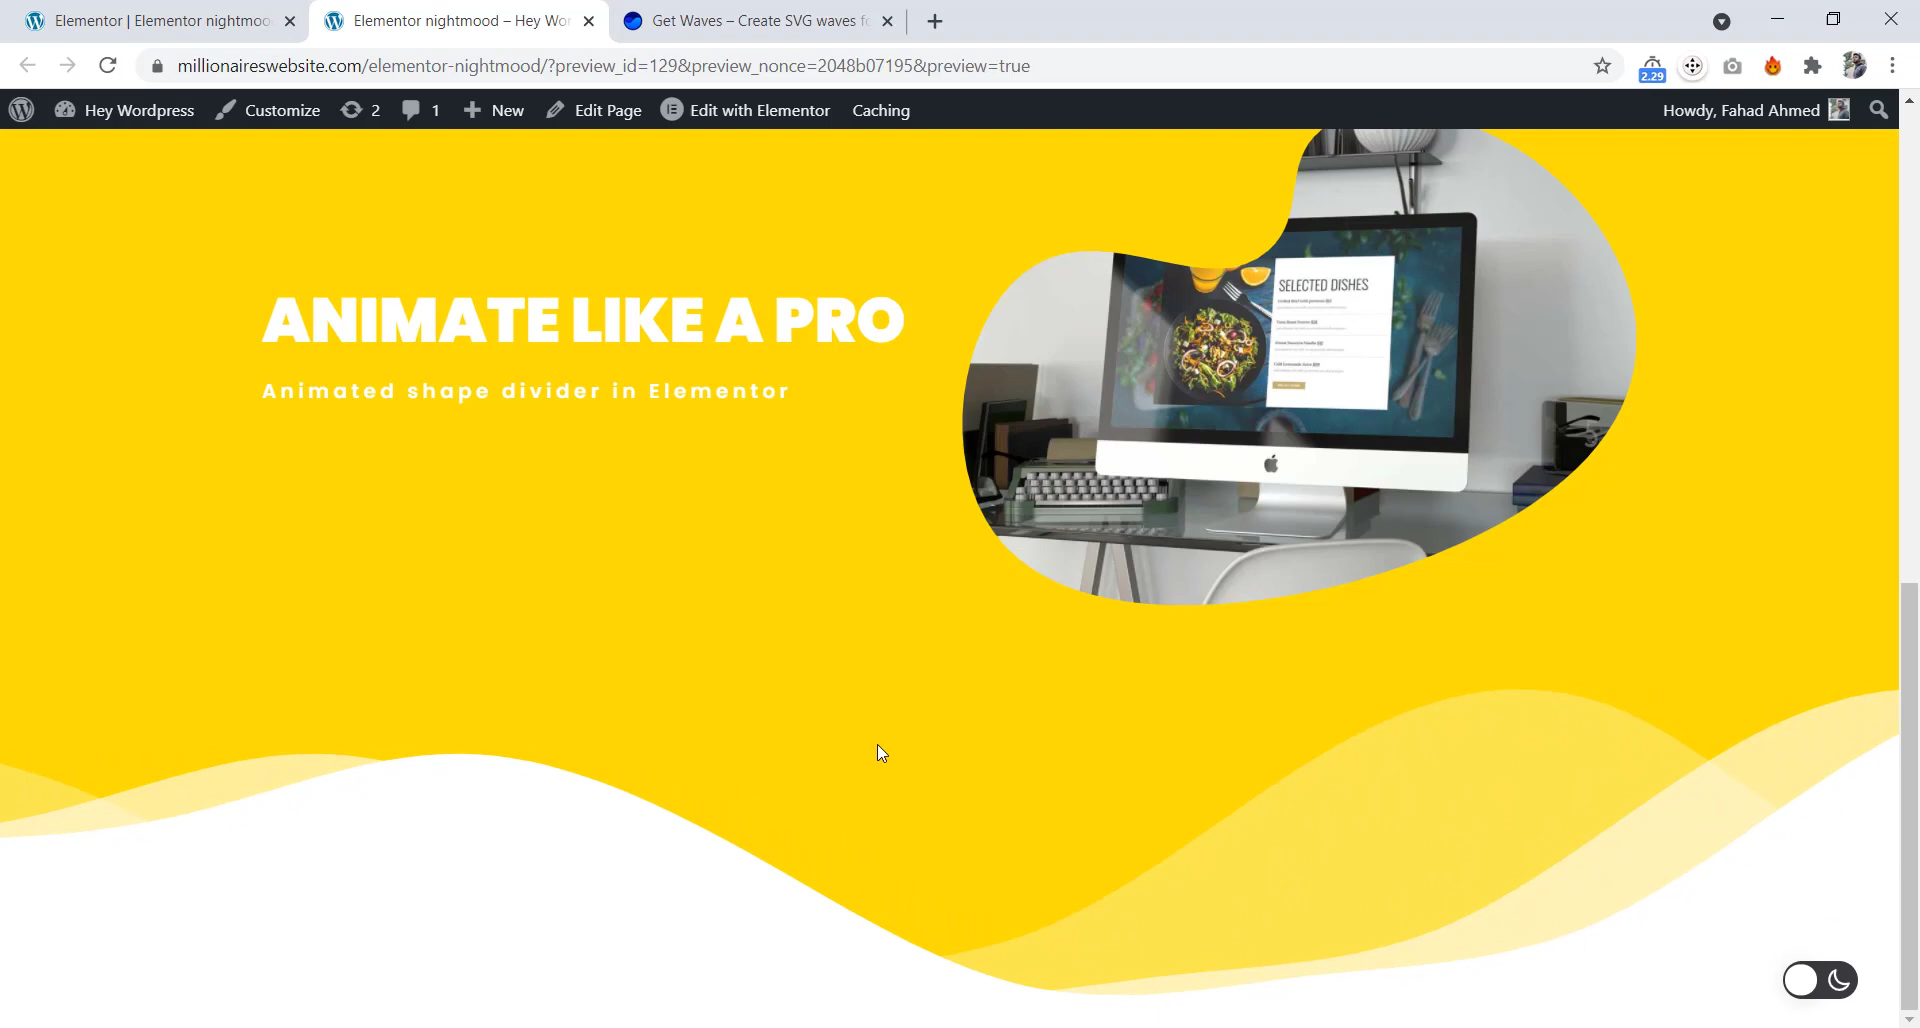 Elementor | Elementor nightmoo
Elementor nightmood – Hey Wor
Get Waves – Create SVG waves fo
millionaireswebsite.com/elementor-nightmood/?preview_id=129&preview_nonce=2048b07195&preview=true
2.29
Hey Wordpress
Customize
2
1
New
Edit Page
Edit with Elementor
Caching
Howdy, Fahad Ahmed
SELECTED DISHES
ANIMATE LIKE A PRO
Animated shape divider in Elementor